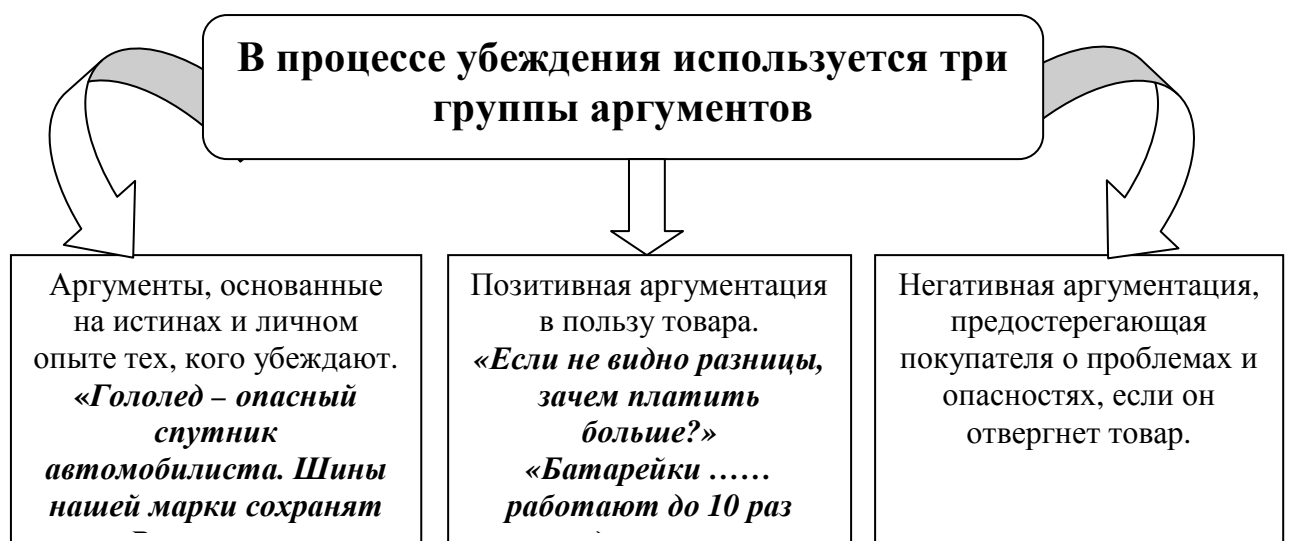 В процессе убеждения используется три
группы аргументов
Аргументы, основанные
на истинах и личном
опыте тех, кого убеждают.
«Гололед – опасный
спутник
автомобилиста. Шины
нашей марки сохранят
Позитивная аргументация
в пользу товара.
«Если не видно разницы,
зачем платить
больше?»
«Батарейки ……
работают до 10 раз
Негативная аргументация,
предостерегающая
покупателя о проблемах и
опасностях, если он
отвергнет товар.